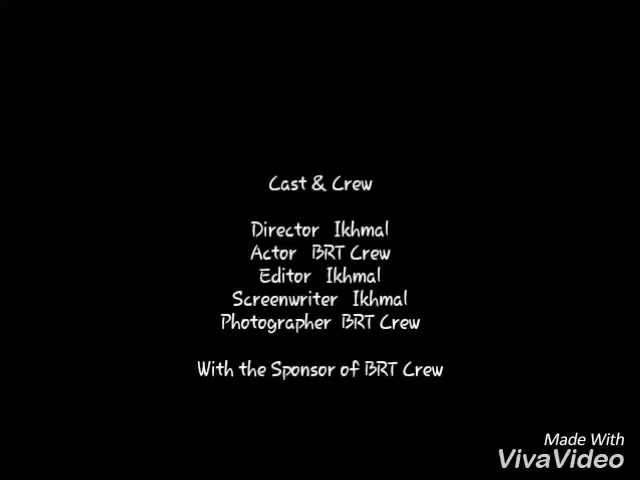 Cast & Crew
Director Ikhmal
Actor BRT Crew
Editor Ikhmal
Screenwriter Ikhmal
Photographer BRT Crew
With the Sponsor of BRT Crew
Made With
VivaVideo